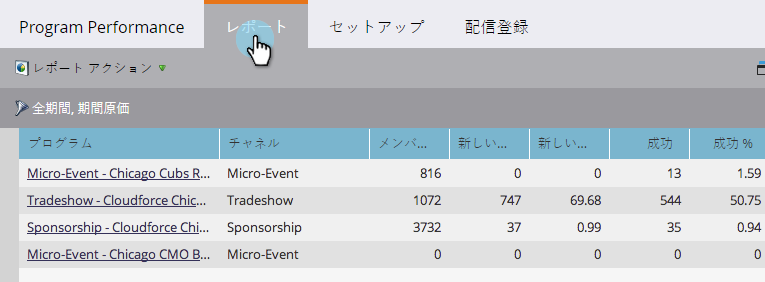 Program Performance レポート セットアップ 配信登録
レポート アクション
全期間, 期間原価
プログラム チャネル メンバ... 新しい... 新しい... 成功 成功 %
Micro-Event - Chicago Cubs R... Micro-Event 816 0 0 13 1.59
Tradeshow - Cloudforce Chic... Tradeshow 1072 747 69.68 544 50.75
Sponsorship - Cloudforce Chi... Sponsorship 3732 37 0.99 35 0.94
Micro-Event - Chicago CMO B... Micro-Event 0 0 0 0 0